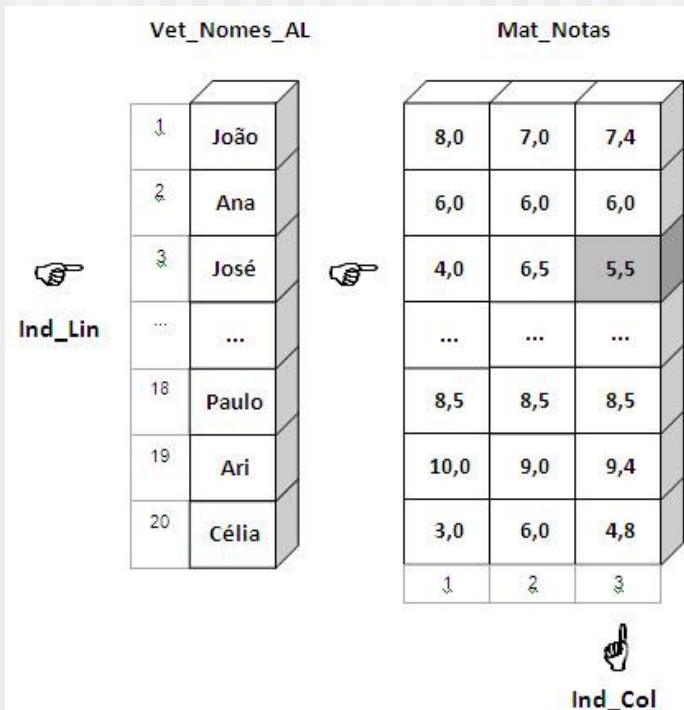 Vet_Nomes_AL Mat_Notas
1 João 8,0 7,0 7,4
2 Ana 6,0 6,0 6,0
3 José 4,0 6,5 5,5
Ind_Lin
... ... ... ... ...
18 Paulo 8,5 8,5 8,5
19 Ari 10,0 9,0 9,4
20 Célia 3,0 6,0 4,8
1 2 3
Ind_Col